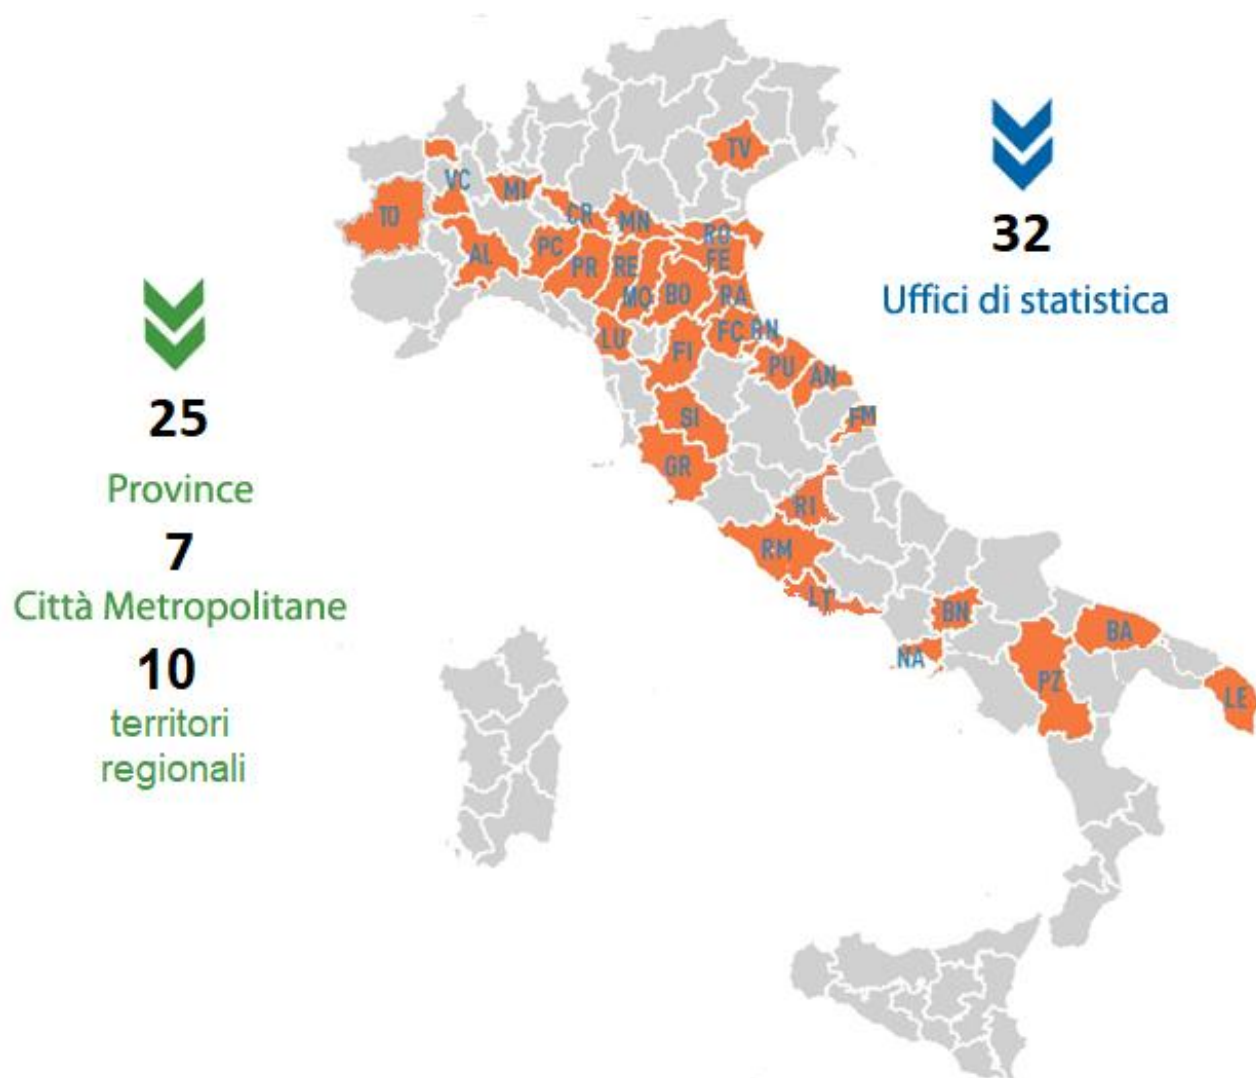 25
Province
7
Città Metropolitane
10
territori
regionali
32
Uffici di statistica
TV
VC
MI
TO
CR
MN
AL
PC
PR
RE
MO
BO
RO
FE
RA
LU
FI
FC
RN
PU
AN
SI
FM
GR
RI
RM
LT
BN
NA
BA
PZ
LE